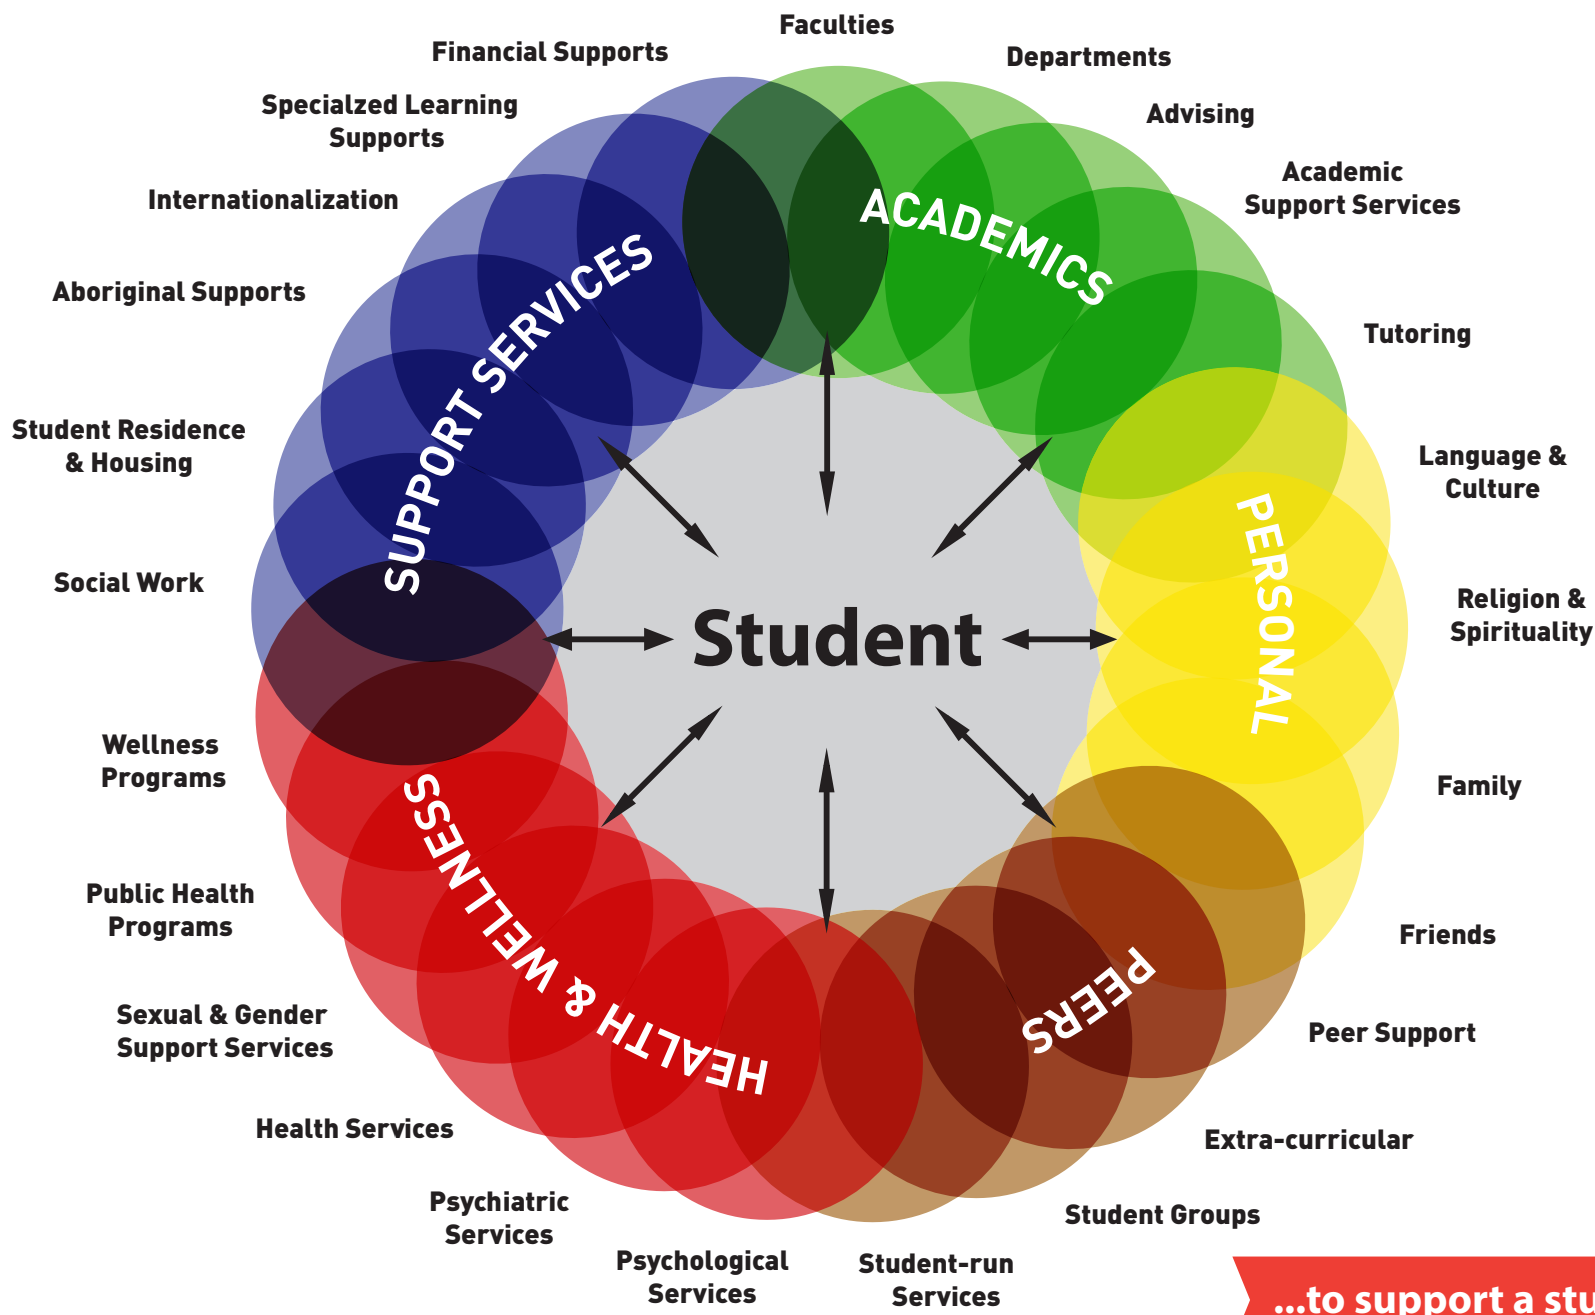 Faculties
Financial Supports
Departments
Specialzed Learning
Supports
Advising
Internationalization
Academic
Support Services
Aboriginal Supports
Tutoring
Student Residence
& Housing
Language &
Culture
Social Work
Religion &
Spirituality
Wellness
Programs
Family
Public Health
Programs
Friends
Sexual & Gender
Support Services
Peer Support
Health Services
Extra-curricular
Psychiatric
Services
Student Groups
Psychological
Services
Student-run
Services
ACADEMICS
SUPPORT SERVICES
PERSONAL
Student
HEALTH & WELLNESS
PEERS
...to support a stu